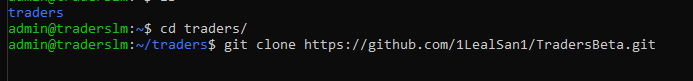 traders
admin@traderslm:~$ cd traders/
admin@traderslm:~/traders$ git clone https://github.com/1LealSan1/TradersBeta.git